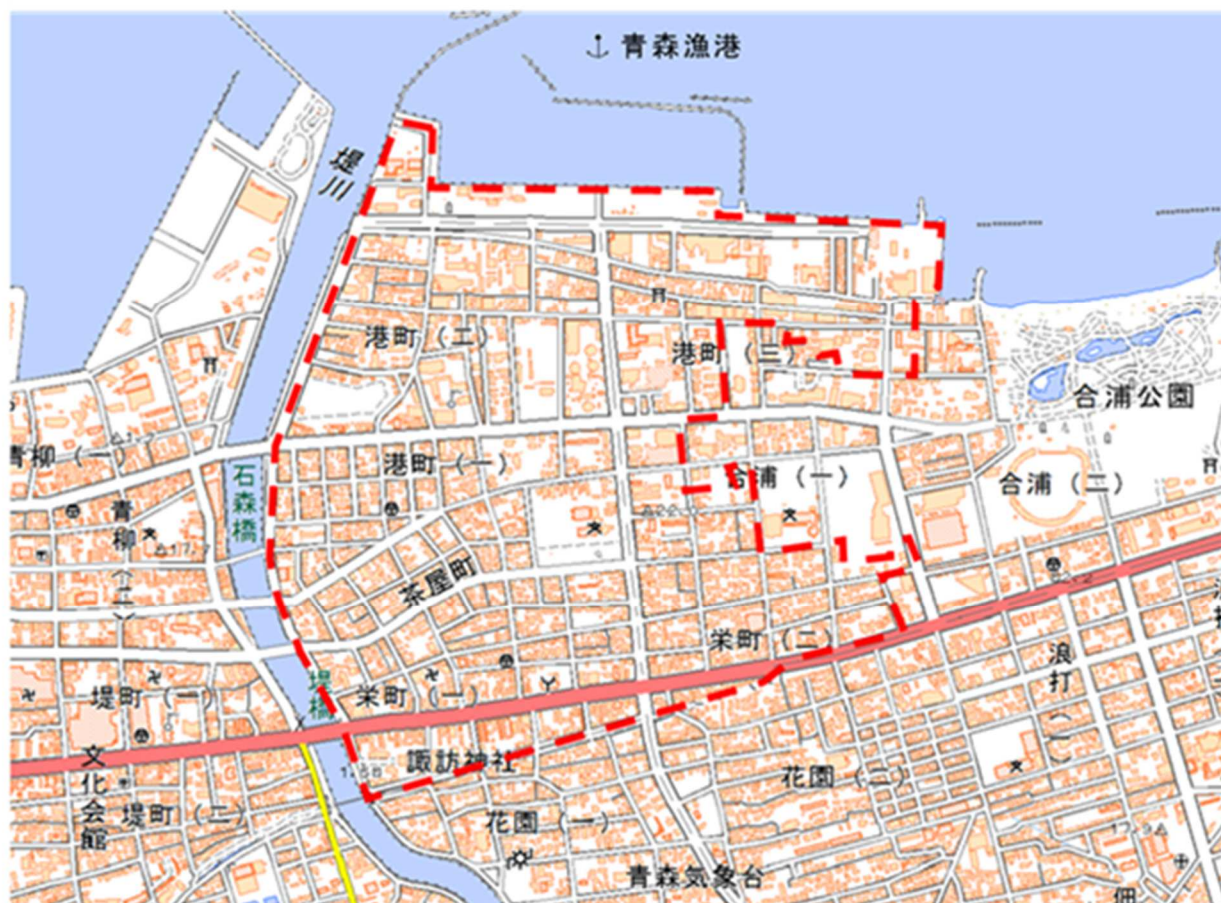 青森漁港
堤川
港町（二）
港町（三）
合浦公園
青柳（一）
石森橋
港町（一）
合浦（一）
合浦（二）
青柳（二）
茶屋町
栄町（二）
浪打（一）
堤橋
堤町（一）
栄町（一）
諏訪神社
文化会館
堤町（二）
花園（二）
花園（一）
青森気象台
佃